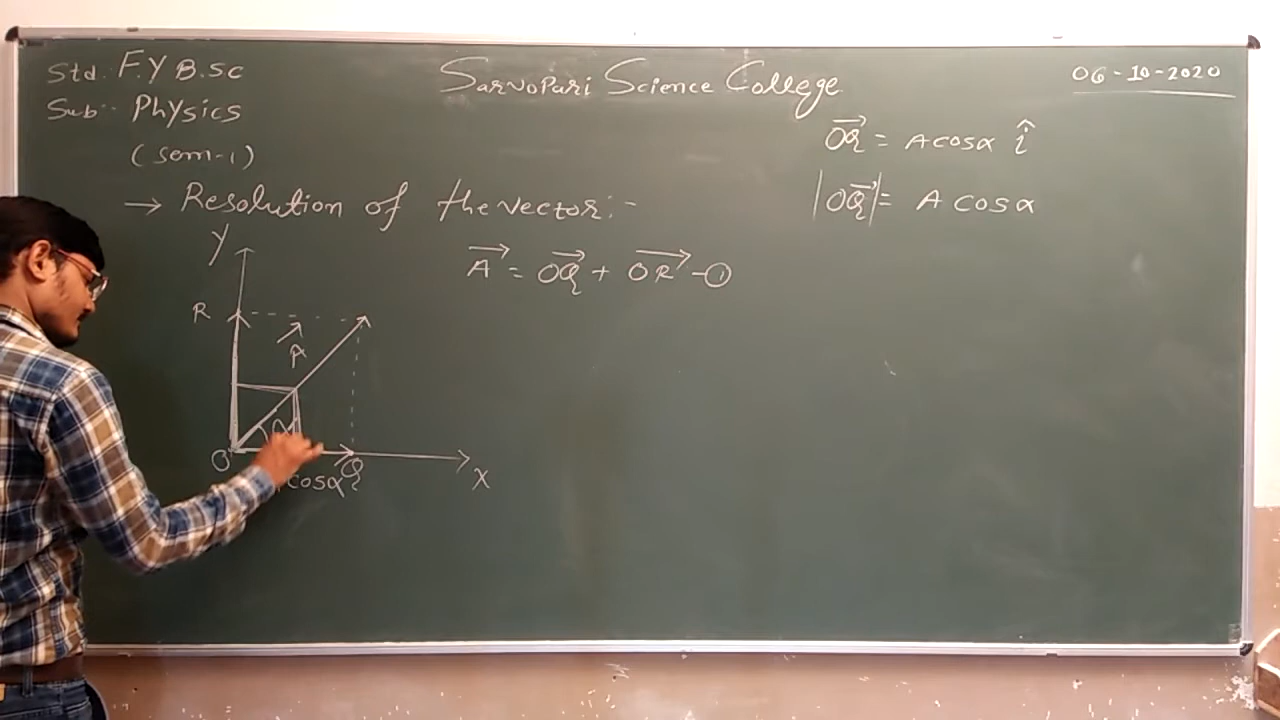 Std: F.Y B.SC
Sarvopari Science College
06-10-2020
Sub:- Physics
(Sem-1)
→ Resolution of the vector:-
OQ→ = A cosα î
|OQ→| = A cosα
A→ = OQ→ + OR→ -①
Y
R
A→
α
O
Q
cosα
X